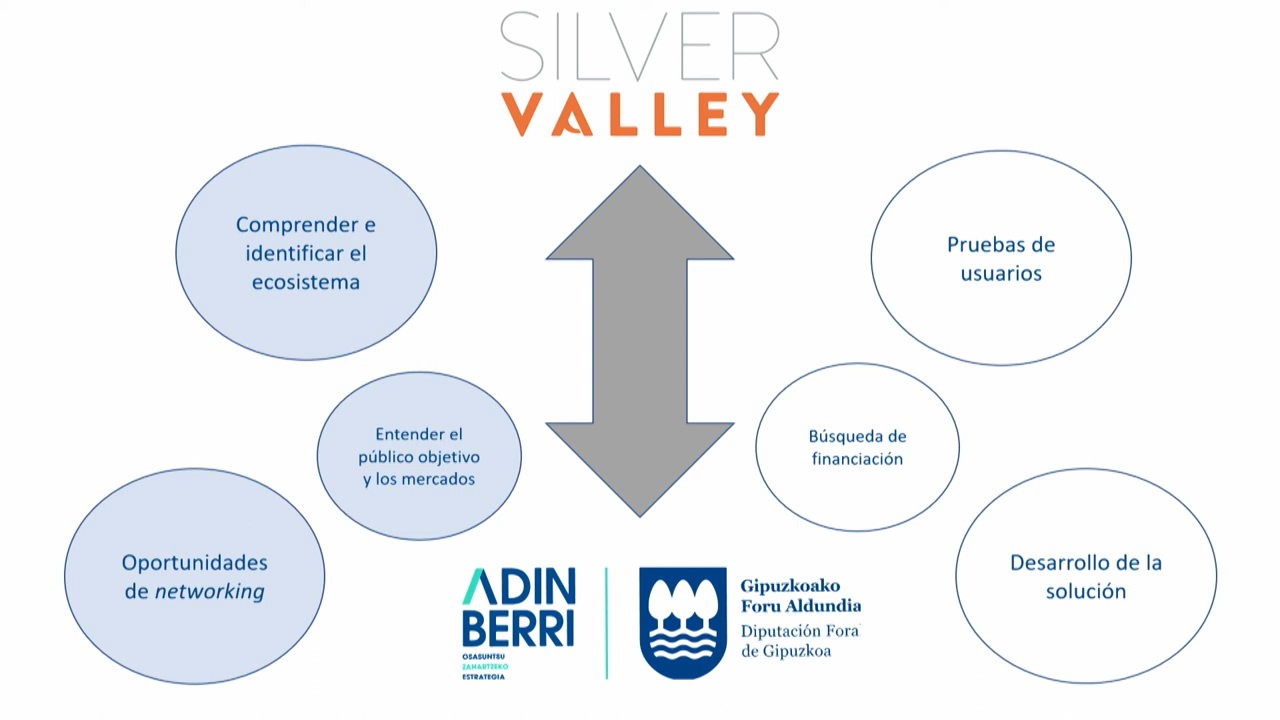 SILVER
VALLEY
Comprender e
identificar el
ecosistema
Pruebas de
usuarios
Entender el
público objetivo
y los mercados
Búsqueda de
financiación
Oportunidades
de networking
Desarrollo de la
solución
ADIN
BERRI
OSASUNTSU
ZAHARTZEKO
ESTRATEGIA
Gipuzkoako
Foru Aldundia
Diputación Fora
de Gipuzkoa